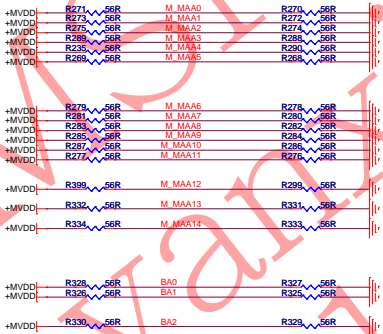 +MVDD R271 56R M_MAA0 R270 56R
+MVDD R273 56R M_MAA1 R272 56R
+MVDD R275 56R M_MAA2 R274 56R
+MVDD R289 56R M_MAA3 R288 56R
+MVDD R235 56R M_MAA4 R290 56R
+MVDD R269 56R M_MAA5 R268 56R
+MVDD R279 56R M_MAA6 R278 56R
+MVDD R281 56R M_MAA7 R280 56R
+MVDD R283 56R M_MAA8 R282 56R
+MVDD R285 56R M_MAA9 R284 56R
+MVDD R287 56R M_MAA10 R286 56R
+MVDD R277 56R M_MAA11 R276 56R
+MVDD R399 56R M_MAA12 R299 56R
+MVDD R332 56R M_MAA13 R331 56R
+MVDD R334 56R M_MAA14 R333 56R
+MVDD R328 56R BA0 R327 56R
+MVDD R326 56R BA1 R325 56R
+MVDD R330 56R BA2 R329 56R